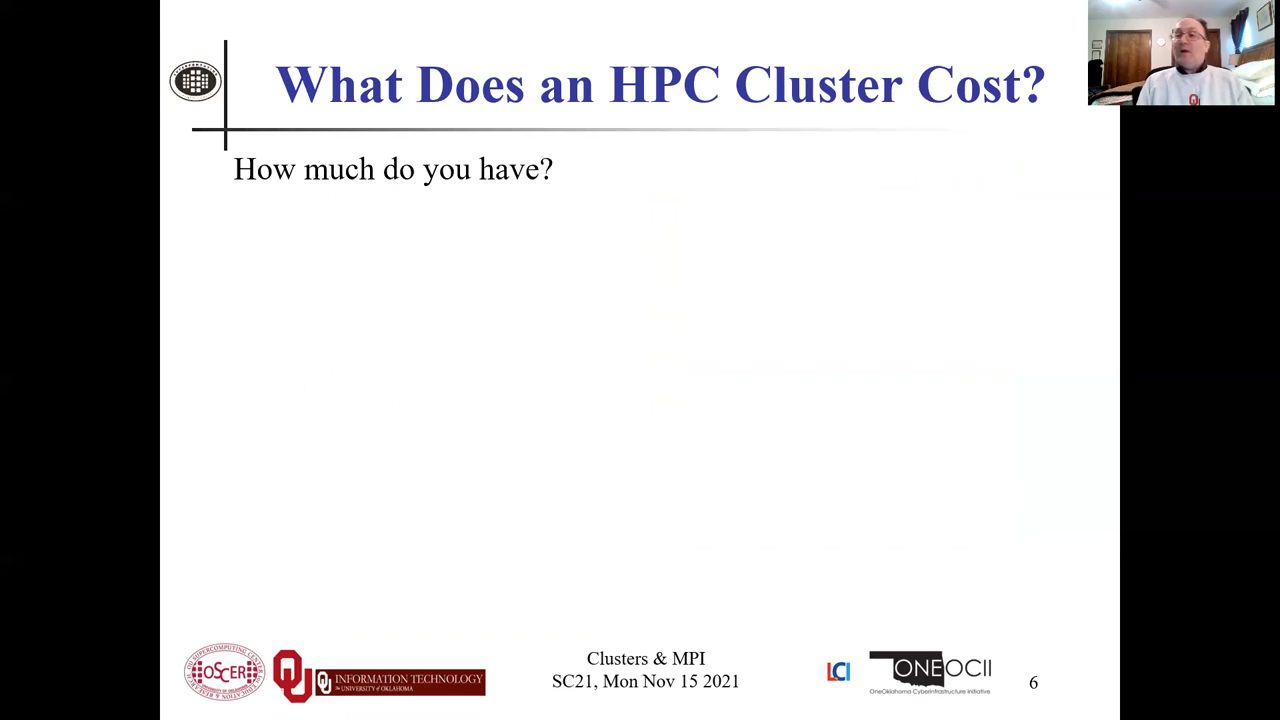 What Does an HPC Cluster Cost?
How much do you have?
OSCER
INFORMATION TECHNOLOGY
The UNIVERSITY of OKLAHOMA
Clusters & MPI
SC21, Mon Nov 15 2021
LCI
ONEOCII
OneOklahoma Cyberinfrastructure Initiative
6